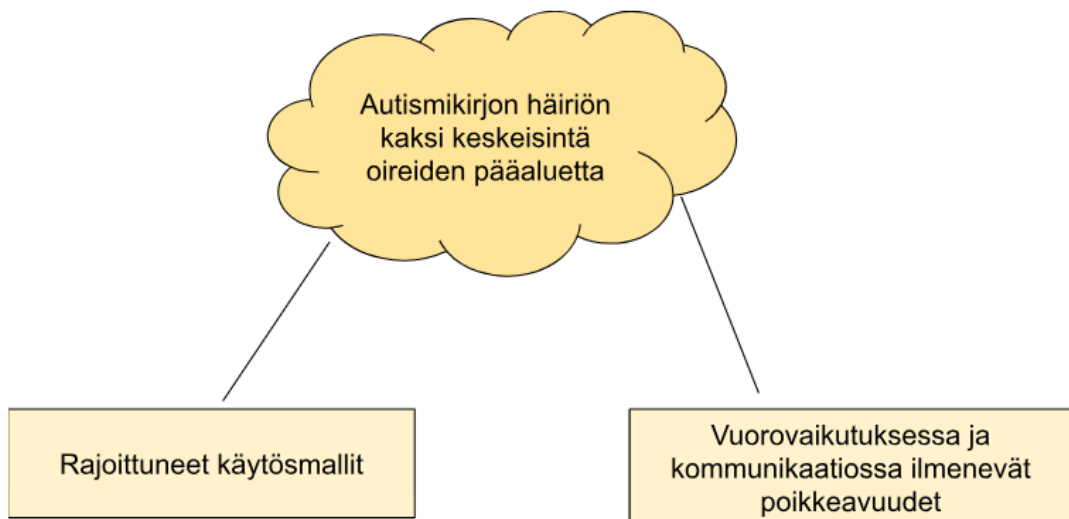 Autismikirjon häiriön
kaksi keskeisintä
oireiden pääaluetta
Rajoittuneet käytösmallit
Vuorovaikutuksessa ja
kommunikaatiossa ilmenevät
poikkeavuudet